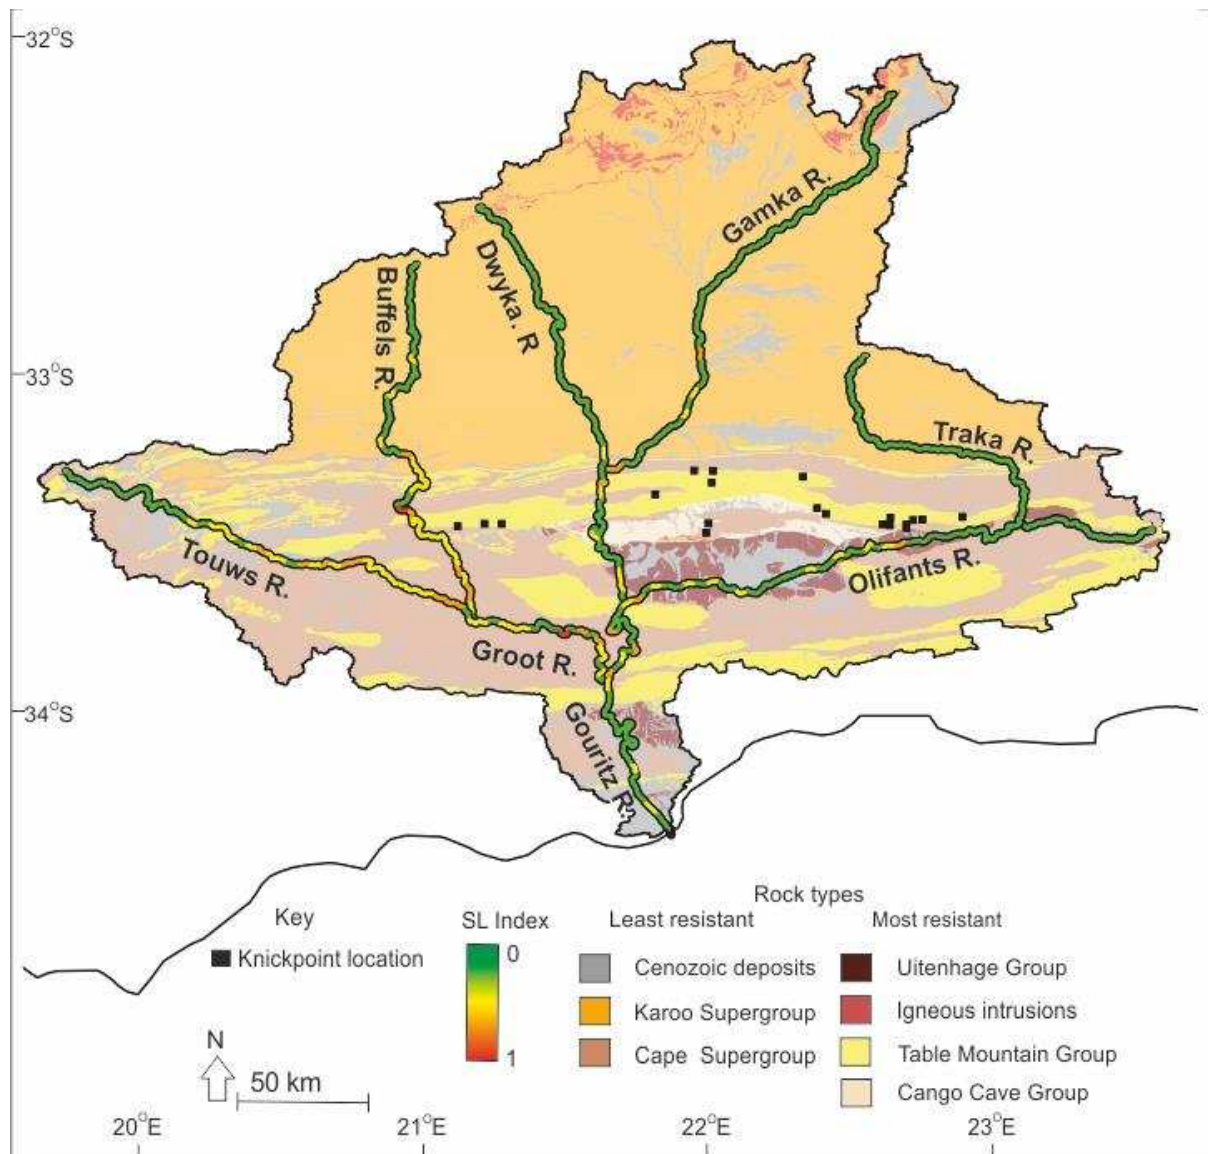 32°S
Gamka R.
Dwyka. R
Buffels R.
33°S
Traka R.
Touws R.
Olifants R.
Groot R.
34°S
Gouritz R.
Rock types
Key
SL Index
Least resistant
Most resistant
0
Knickpoint location
Cenozoic deposits
Uitenhage Group
Karoo Supergroup
Igneous intrusions
1
Cape Supergroup
Table Mountain Group
N
50 km
Cango Cave Group
20°E
21°E
22°E
23°E